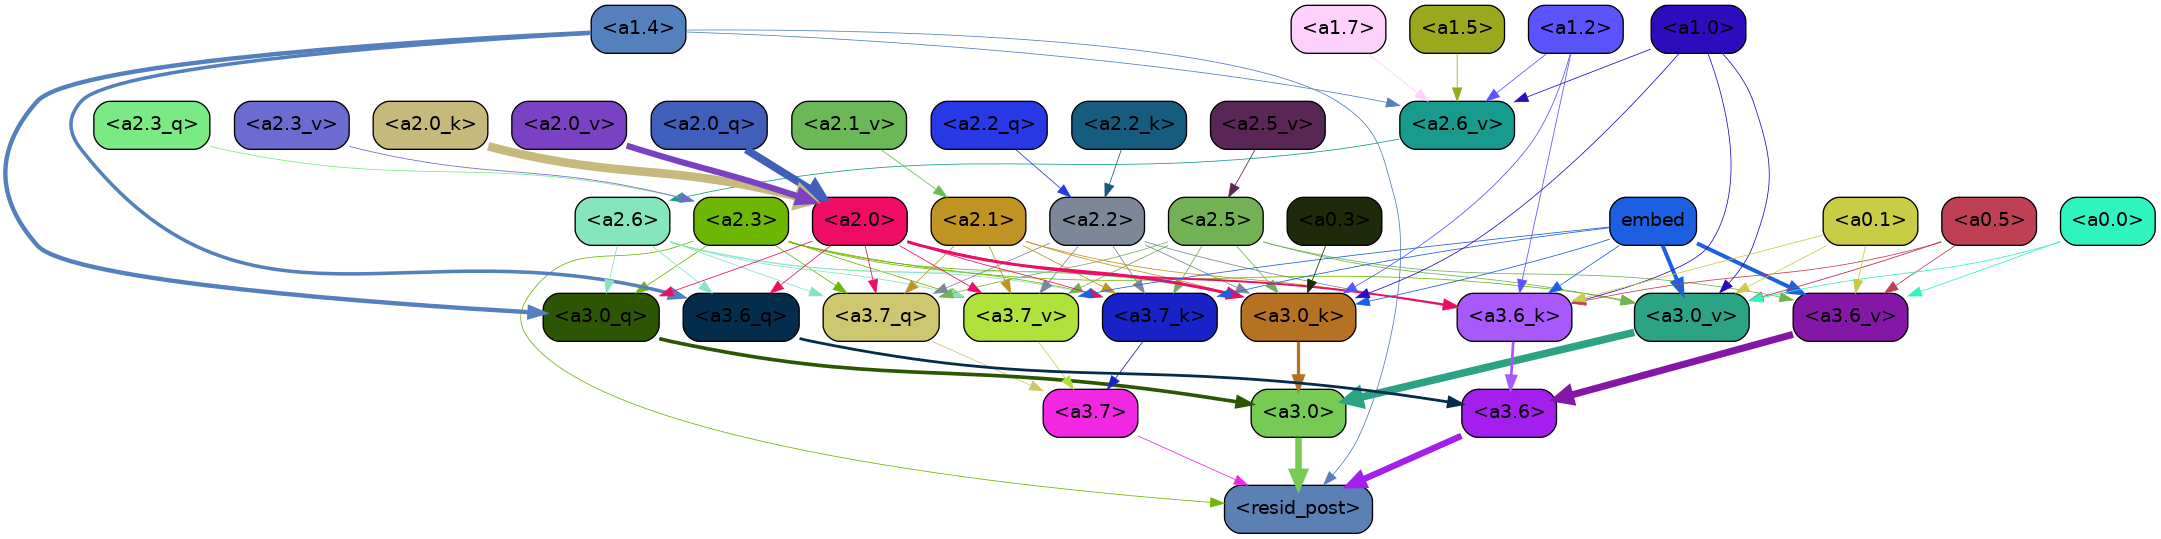 <a1.4> <a1.7> <a1.5> <a1.2> <a1.0>
<a2.3_q> <a2.3_v> <a2.0_k> <a2.0_v> <a2.0_q> <a2.1_v> <a2.2_q> <a2.2_k> <a2.5_v> <a2.6_v>
<a2.6> <a2.3> <a2.0> <a2.1> <a2.2> <a2.5> <a0.3> embed <a0.1> <a0.5> <a0.0>
<a3.0_q> <a3.6_q> <a3.7_q> <a3.7_v> <a3.7_k> <a3.0_k> <a3.6_k> <a3.0_v> <a3.6_v>
<a3.7> <a3.0> <a3.6>
<resid_post>